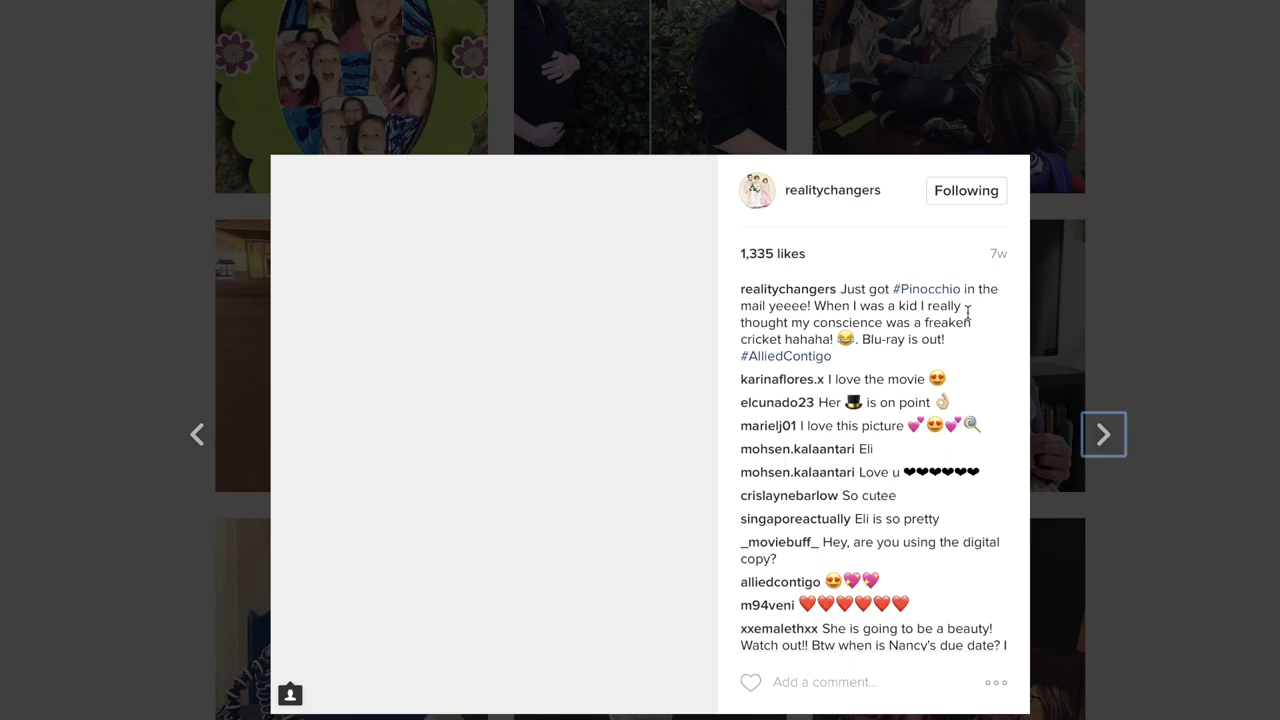 realitychangers
Following
1,335 likes
7w
realitychangers Just got #Pinocchio in the
mail yeeee! When I was a kid I really
thought my conscience was a freaken
cricket hahaha! 😂. Blu-ray is out!
#AlliedContigo
karinaflores.x I love the movie 😍
elcunado23 Her 🎩 is on point 👌🏼
marielj01 I love this picture 💕😍💕🍭
mohsen.kalaantari Eli
mohsen.kalaantari Love u ❤❤❤❤❤❤
crislaynebarlow So cutee
singaporeactually Eli is so pretty
_moviebuff_ Hey, are you using the digital
copy?
alliedcontigo 😍💖💖
m94veni ❤️❤️❤️❤️❤️❤️
xxemalethxx She is going to be a beauty!
Watch out!! Btw when is Nancy's due date? I
Add a comment...